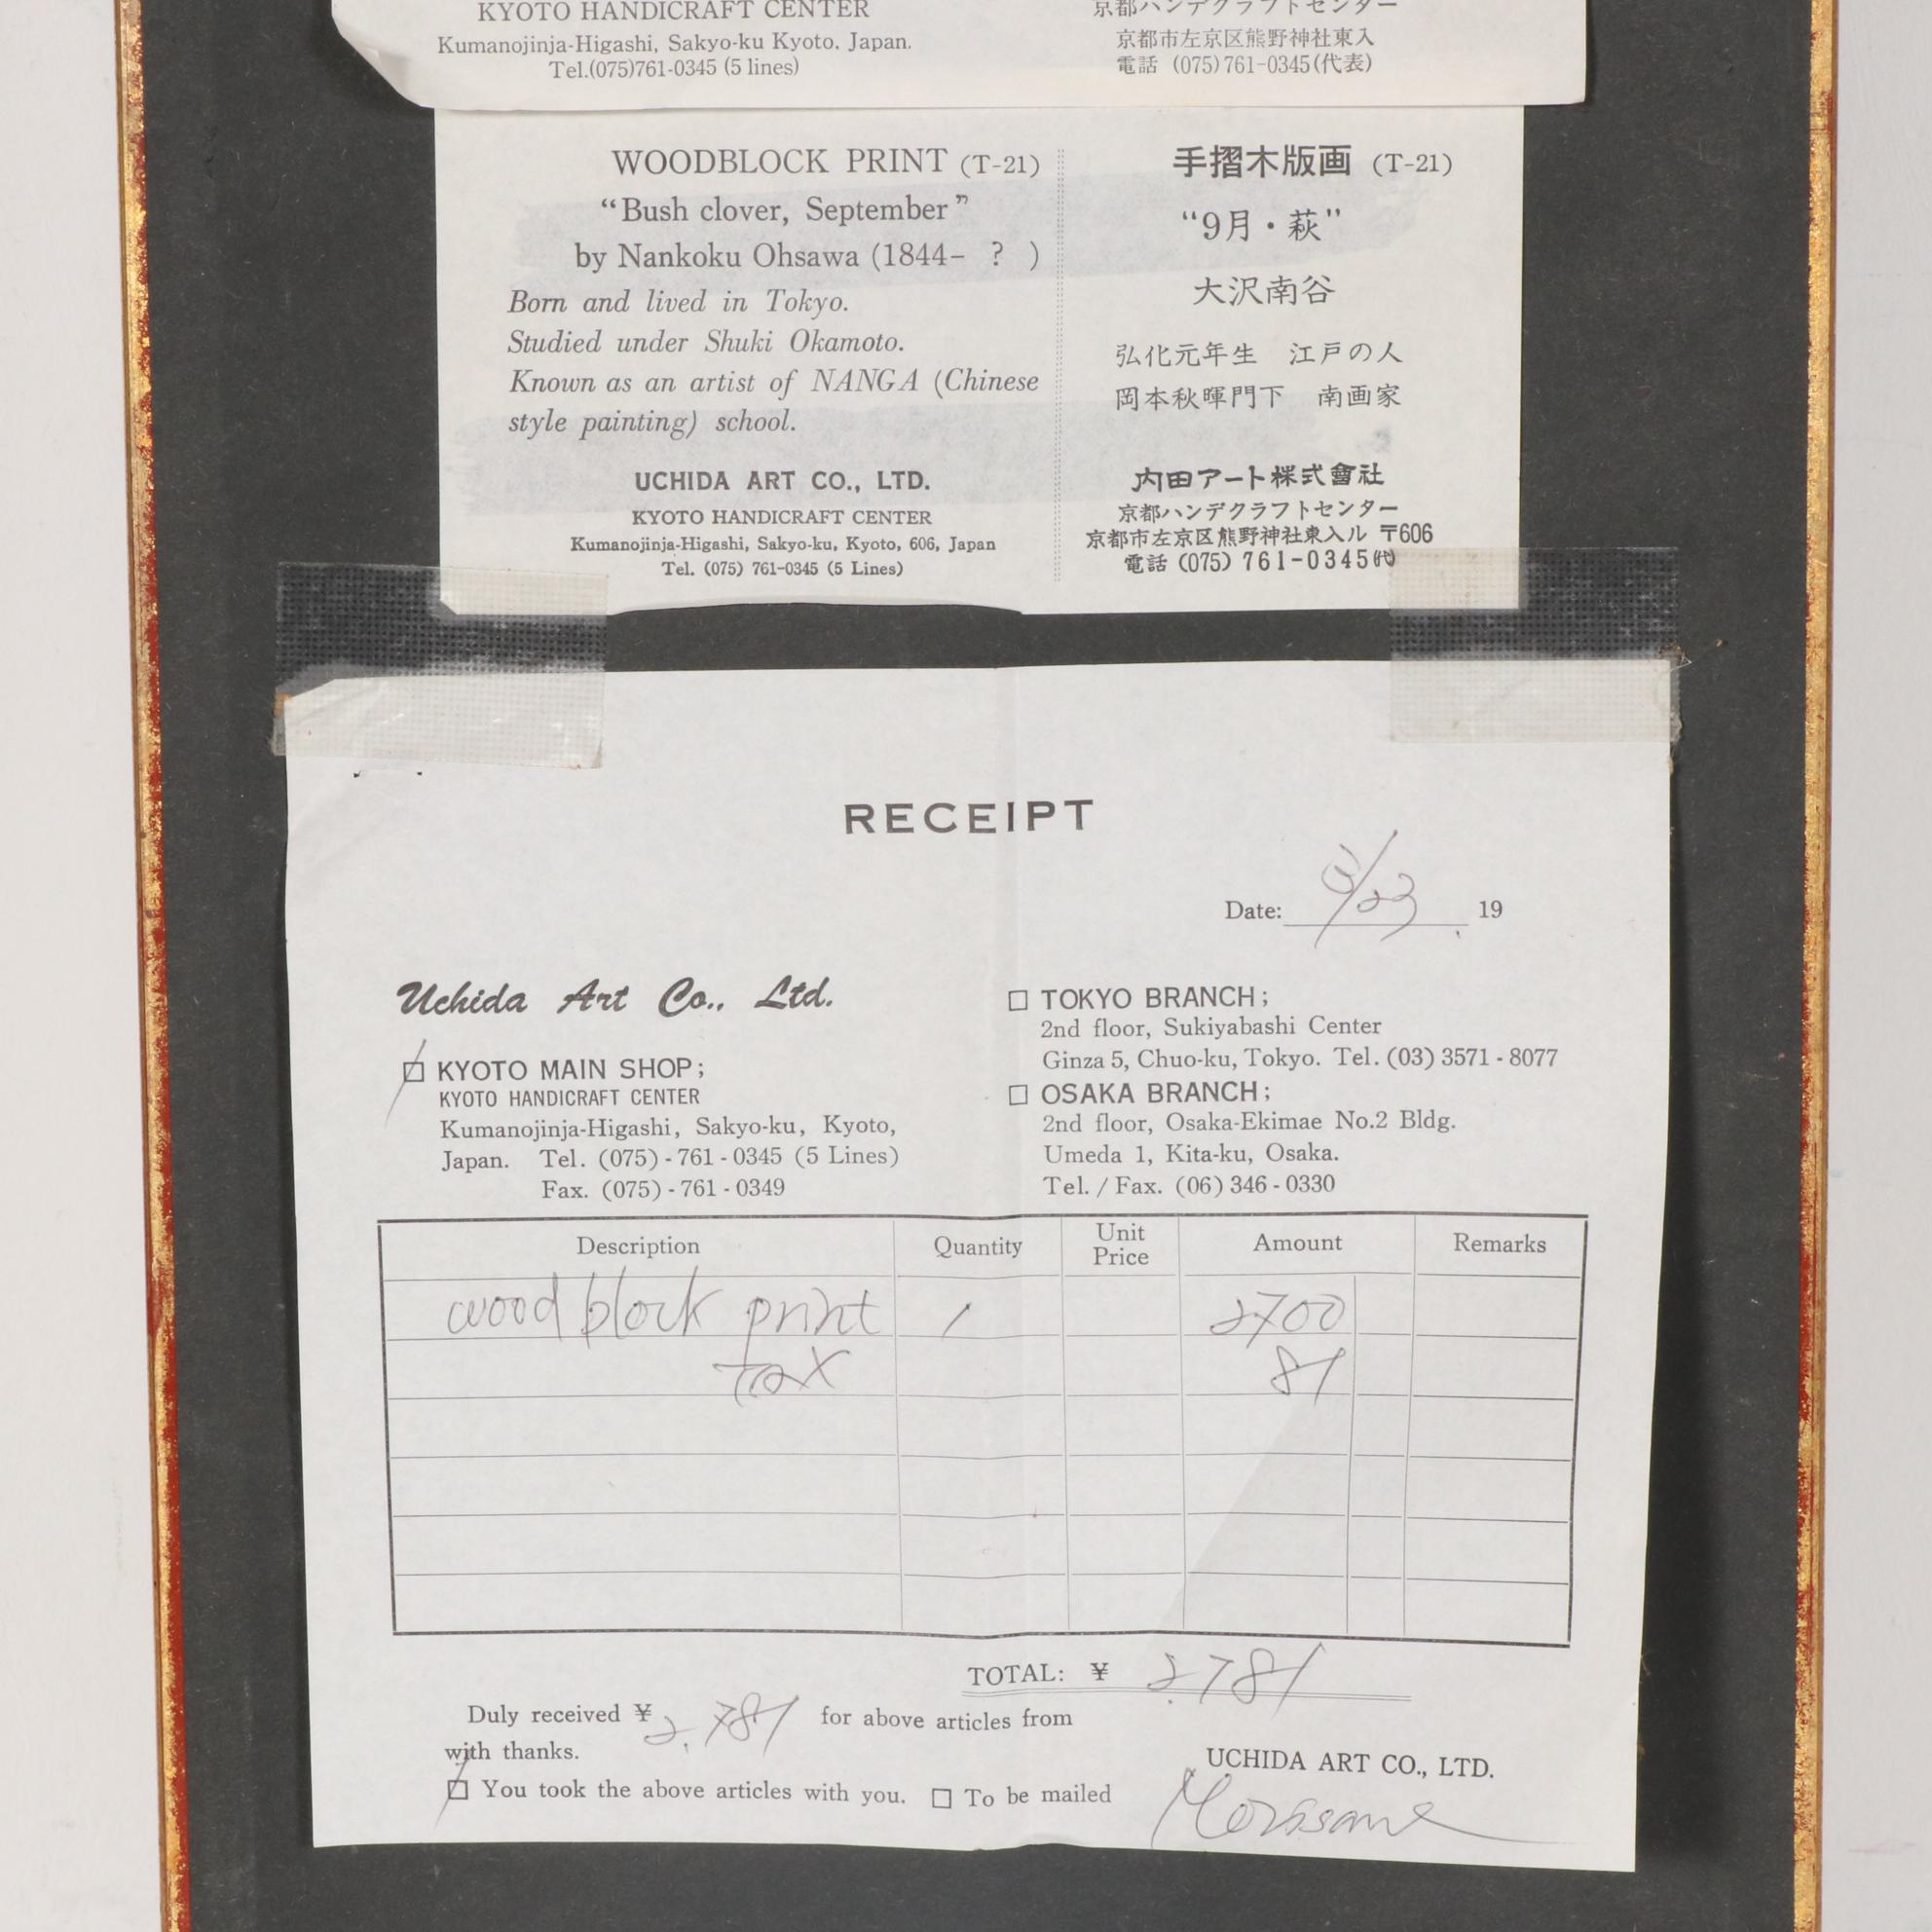 KYOTO HANDICRAFT CENTER
Kumanojinja-Higashi, Sakyo-ku Kyoto. Japan.
Tel.(075)761-0345 (5 lines)
京都ハンデクラフトセンター
京都市左京区熊野神社東入
電話 (075)761-0345(代表)
WOODBLOCK PRINT (T-21)
“Bush clover, September”
by Nankoku Ohsawa (1844– ? )
Born and lived in Tokyo.
Studied under Shuki Okamoto.
Known as an artist of NANGA (Chinese
style painting) school.
UCHIDA ART CO., LTD.
KYOTO HANDICRAFT CENTER
Kumanojinja-Higashi, Sakyo-ku, Kyoto, 606, Japan
Tel. (075) 761-0345 (5 Lines)
手摺木版画 (T-21)
“9月・萩”
大沢南谷
弘化元年生 江戸の人
岡本秋暉門下 南画家
内田アート株式會社
京都ハンデクラフトセンター
京都市左京区熊野神社東入ル 〒606
電話 (075) 761-0345㈹
RECEIPT
Date: /23 19
Uchida Art Co., Ltd.
KYOTO MAIN SHOP;
KYOTO HANDICRAFT CENTER
Kumanojinja-Higashi, Sakyo-ku, Kyoto,
Japan. Tel. (075)-761-0345 (5 Lines)
Fax. (075)-761-0349
TOKYO BRANCH;
2nd floor, Sukiyabashi Center
Ginza 5, Chuo-ku, Tokyo. Tel. (03) 3571-8077
OSAKA BRANCH;
2nd floor, Osaka-Ekimae No.2 Bldg.
Umeda 1, Kita-ku, Osaka.
Tel. / Fax. (06) 346-0330
Description Quantity Unit Price Amount Remarks
wood block print 1 2700
tax 81
TOTAL: ¥ 2781
Duly received ¥ 2,781 for above articles from
with thanks.
UCHIDA ART CO., LTD.
You took the above articles with you. To be mailed